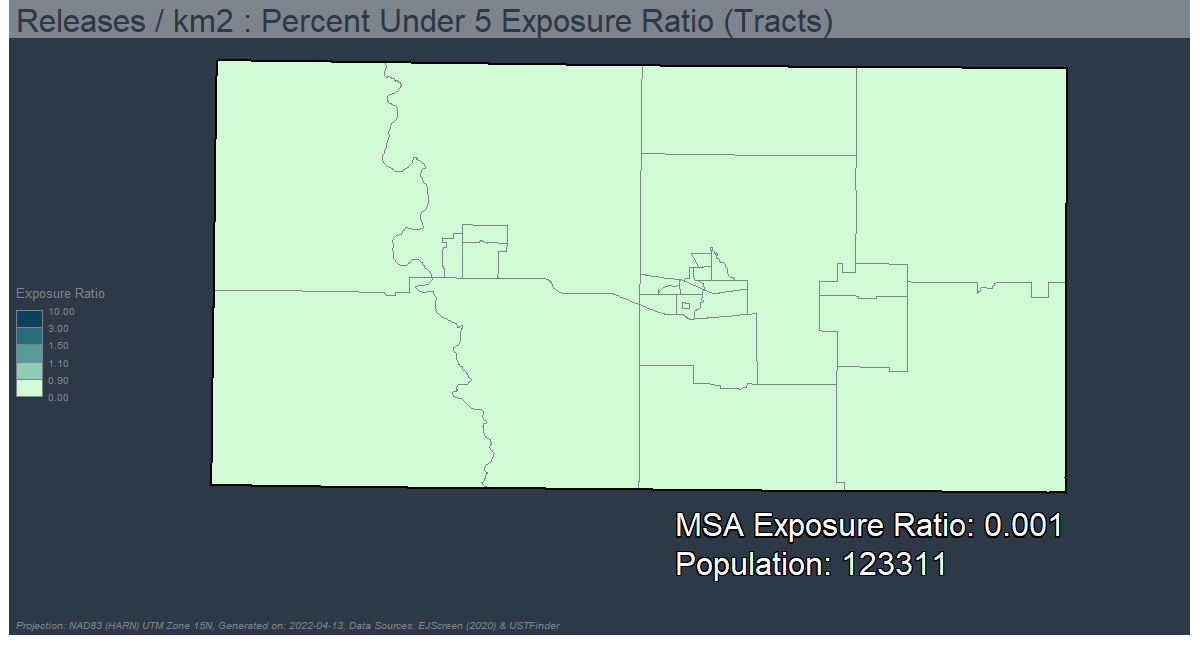 Releases / km2 : Percent Under 5 Exposure Ratio (Tracts)
Exposure Ratio
10.00
3.00
1.50
1.10
0.90
0.00
MSA Exposure Ratio: 0.001
Population: 123311
Projection: NAD83 (HARN) UTM Zone 15N, Generated on: 2022-04-13, Data Sources: EJScreen (2020) & USTFinder